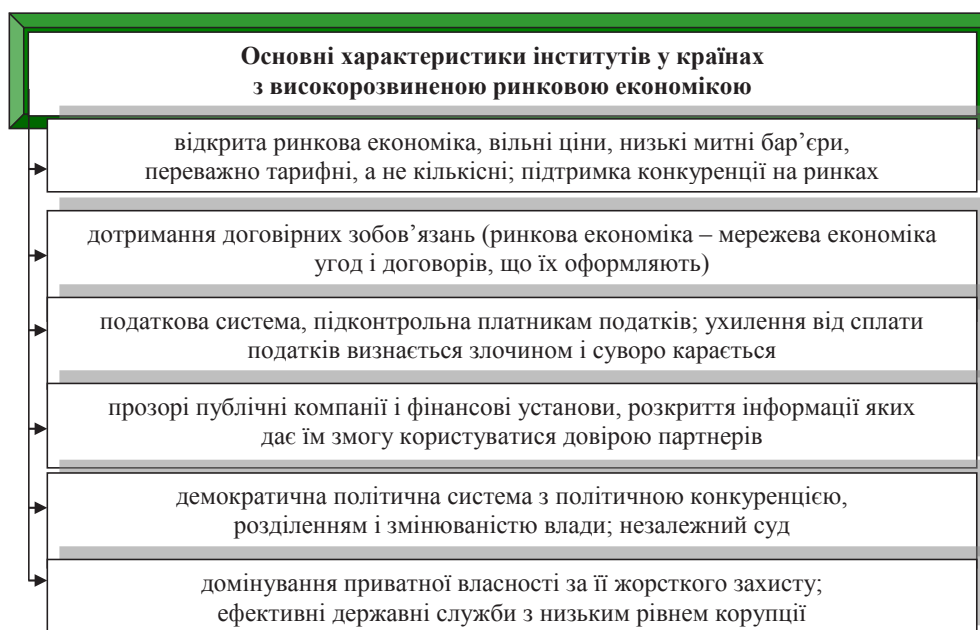 Основні характеристики інститутів у країнах
з високорозвиненою ринковою економікою
відкрита ринкова економіка, вільні ціни, низькі митні бар’єри,
переважно тарифні, а не кількісні; підтримка конкуренції на ринках
дотримання договірних зобов’язань (ринкова економіка – мережева економіка
угод і договорів, що їх оформляють)
податкова система, підконтрольна платникам податків; ухилення від сплати
податків визнається злочином і суворо карається
прозорі публічні компанії і фінансові установи, розкриття інформації яких
дає їм змогу користуватися довірою партнерів
демократична політична система з політичною конкуренцією,
розділенням і змінюваністю влади; незалежний суд
домінування приватної власності за її жорсткого захисту;
ефективні державні служби з низьким рівнем корупції